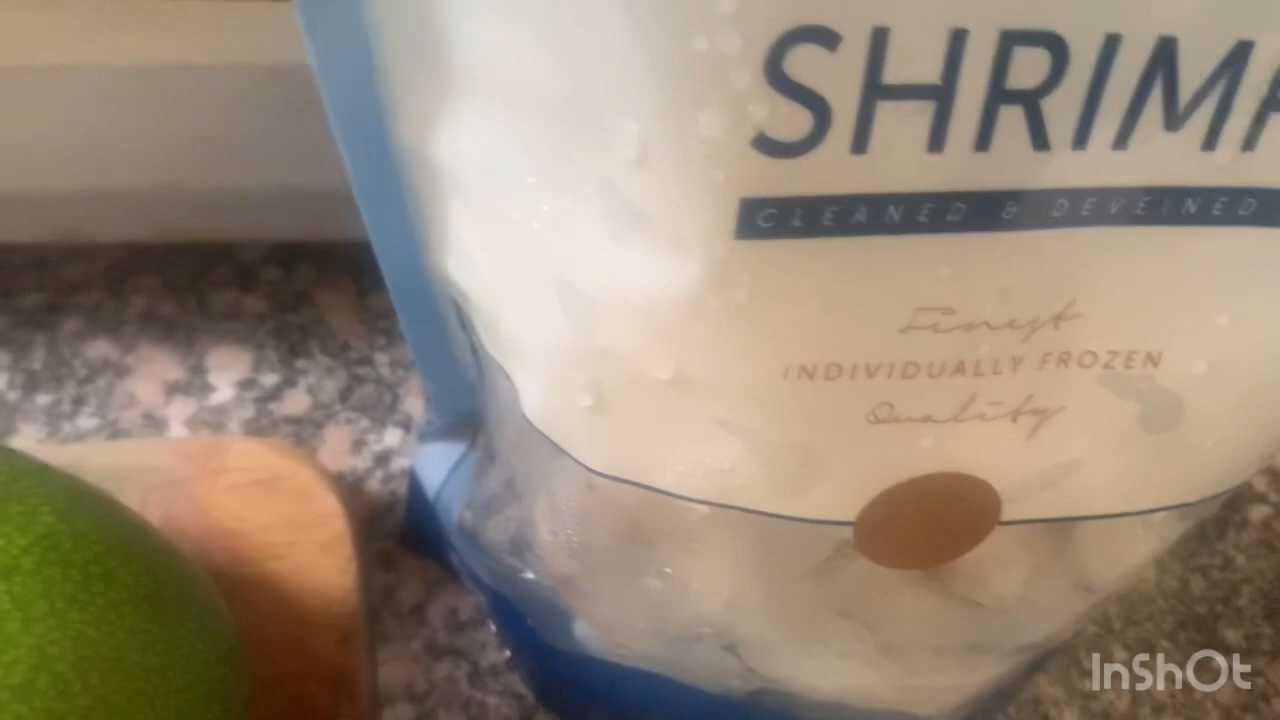 SHRIM
CLEANED & DEVEINED
Finest
INDIVIDUALLY FROZEN
Quality
InShOt